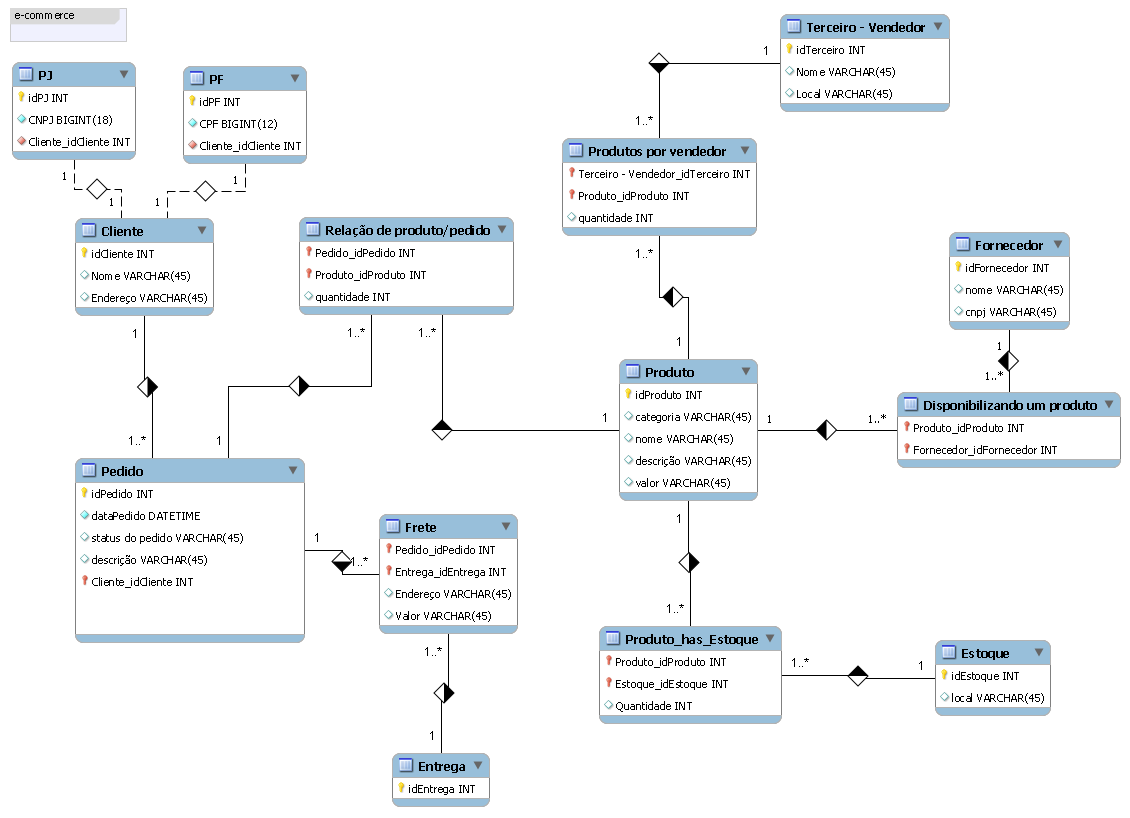 e-commerce
PJ
idPJ INT
CNPJ BIGINT(18)
Cliente_idCliente INT
PF
idPF INT
CPF BIGINT(12)
Cliente_idCliente INT
1
1
1
1
Cliente
idCliente INT
Nome VARCHAR(45)
Endereço VARCHAR(45)
1
1..*
Relação de produto/pedido
Pedido_idPedido INT
Produto_idProduto INT
quantidade INT
1..*
1..*
1
1
Pedido
idPedido INT
dataPedido DATETIME
status do pedido VARCHAR(45)
descrição VARCHAR(45)
Cliente_idCliente INT
1
1..*
Frete
Pedido_idPedido INT
Entrega_idEntrega INT
Endereço VARCHAR(45)
Valor VARCHAR(45)
1..*
1
Entrega
idEntrega INT
Terceiro - Vendedor
idTerceiro INT
Nome VARCHAR(45)
Local VARCHAR(45)
1
1..*
Produtos por vendedor
Terceiro - Vendedor_idTerceiro INT
Produto_idProduto INT
quantidade INT
1..*
1
Produto
idProduto INT
categoria VARCHAR(45)
nome VARCHAR(45)
descrição VARCHAR(45)
valor VARCHAR(45)
1
1..*
Fornecedor
idFornecedor INT
nome VARCHAR(45)
cnpj VARCHAR(45)
1
1..*
Disponibilizando um produto
Produto_idProduto INT
Fornecedor_idFornecedor INT
1
1..*
Produto_has_Estoque
Produto_idProduto INT
Estoque_idEstoque INT
Quantidade INT
1..*
1
Estoque
idEstoque INT
local VARCHAR(45)